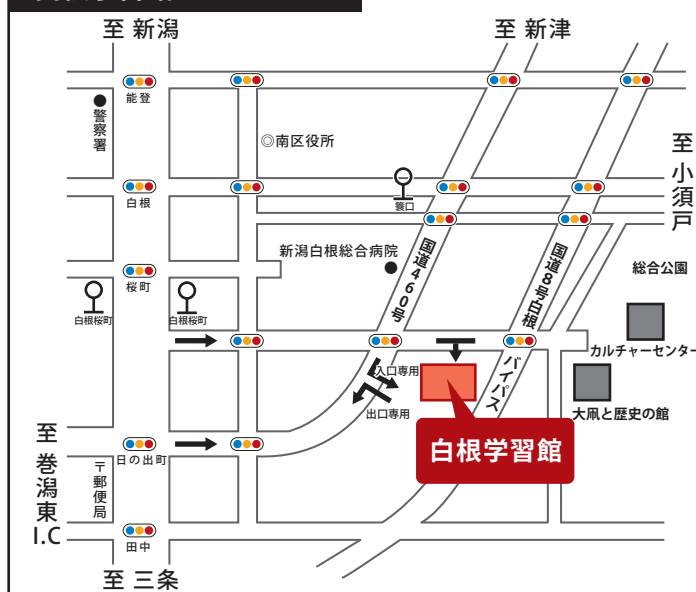 至 新潟
至 新津
能登
警察署
◎南区役所
至小須戸
白根
簑口
新潟白根総合病院
国道460号
国道8号白根バイパス
総合公園
桜町
白根桜町
白根桜町
カルチャーセンター
入口専用
出口専用
大凧と歴史の館
白根学習館
至巻潟東I.C
日の出町
〒郵便局
田中
至 三条